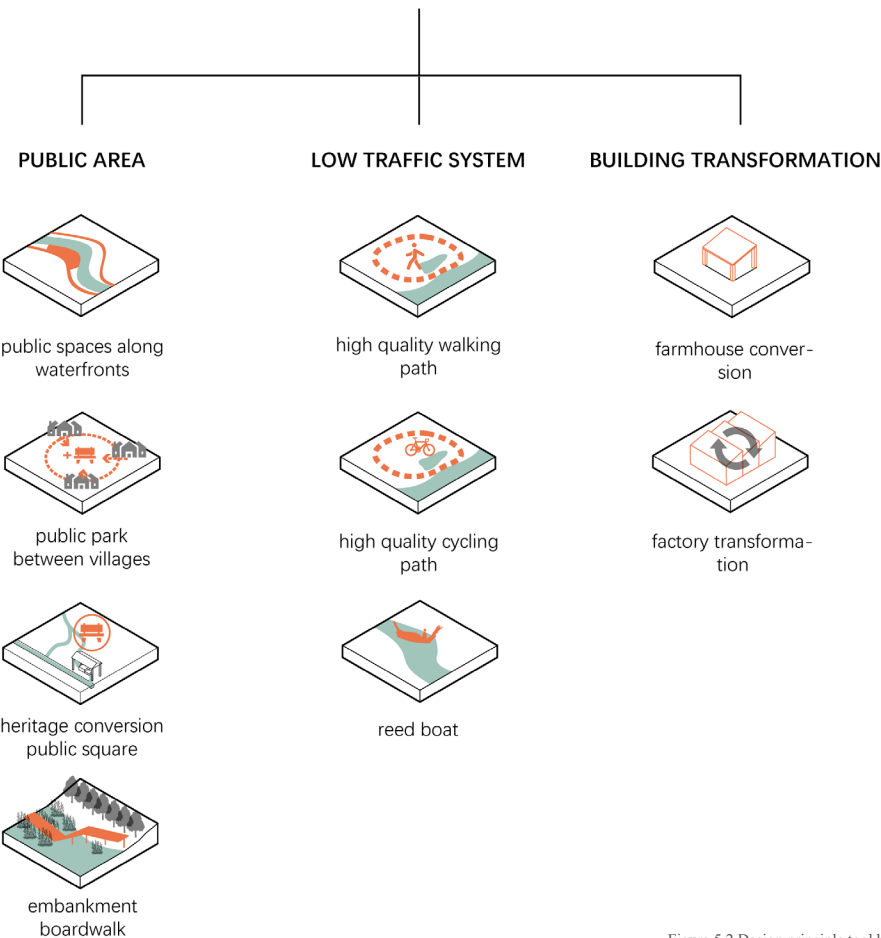 PUBLIC AREA
public spaces along
waterfronts
public park
between villages
heritage conversion
public square
embankment
boardwalk
LOW TRAFFIC SYSTEM
high quality walking
path
high quality cycling
path
reed boat
BUILDING TRANSFORMATION
farmhouse conver-
sion
factory transforma-
tion